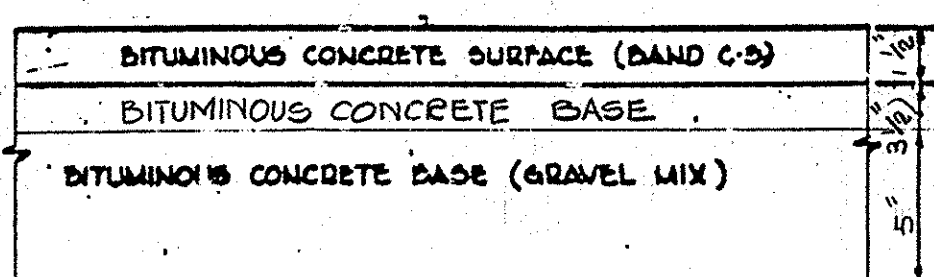 BITUMINOUS CONCRETE SURFACE (BAND C-3)
1 1/2"
BITUMINOUS CONCRETE BASE
3 1/2"
BITUMINOUS CONCRETE BASE (GRAVEL MIX)
5"